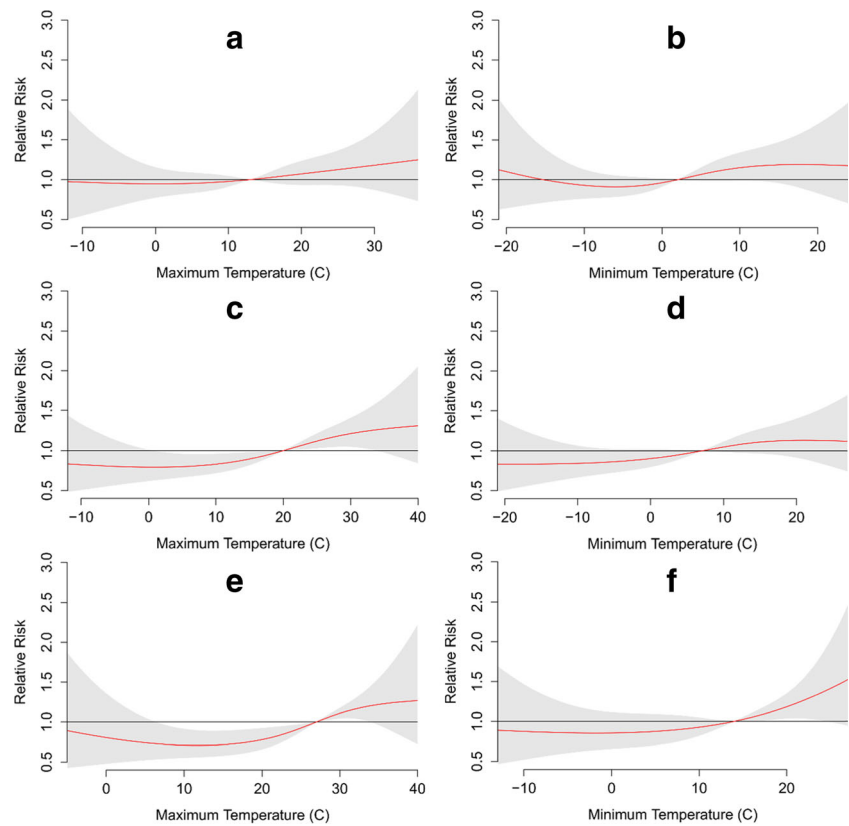 a
Relative Risk
0.5 1.0 1.5 2.0 2.5 3.0
−10 0 10 20 30
Maximum Temperature (C)
b
Relative Risk
0.5 1.0 1.5 2.0 2.5 3.0
−20 −10 0 10 20
Minimum Temperature (C)
c
Relative Risk
0.5 1.0 1.5 2.0 2.5 3.0
−10 0 10 20 30 40
Maximum Temperature (C)
d
Relative Risk
0.5 1.0 1.5 2.0 2.5 3.0
−20 −10 0 10 20
Minimum Temperature (C)
e
Relative Risk
0.5 1.0 1.5 2.0 2.5 3.0
0 10 20 30 40
Maximum Temperature (C)
f
Relative Risk
0.5 1.0 1.5 2.0 2.5 3.0
−10 0 10 20
Minimum Temperature (C)